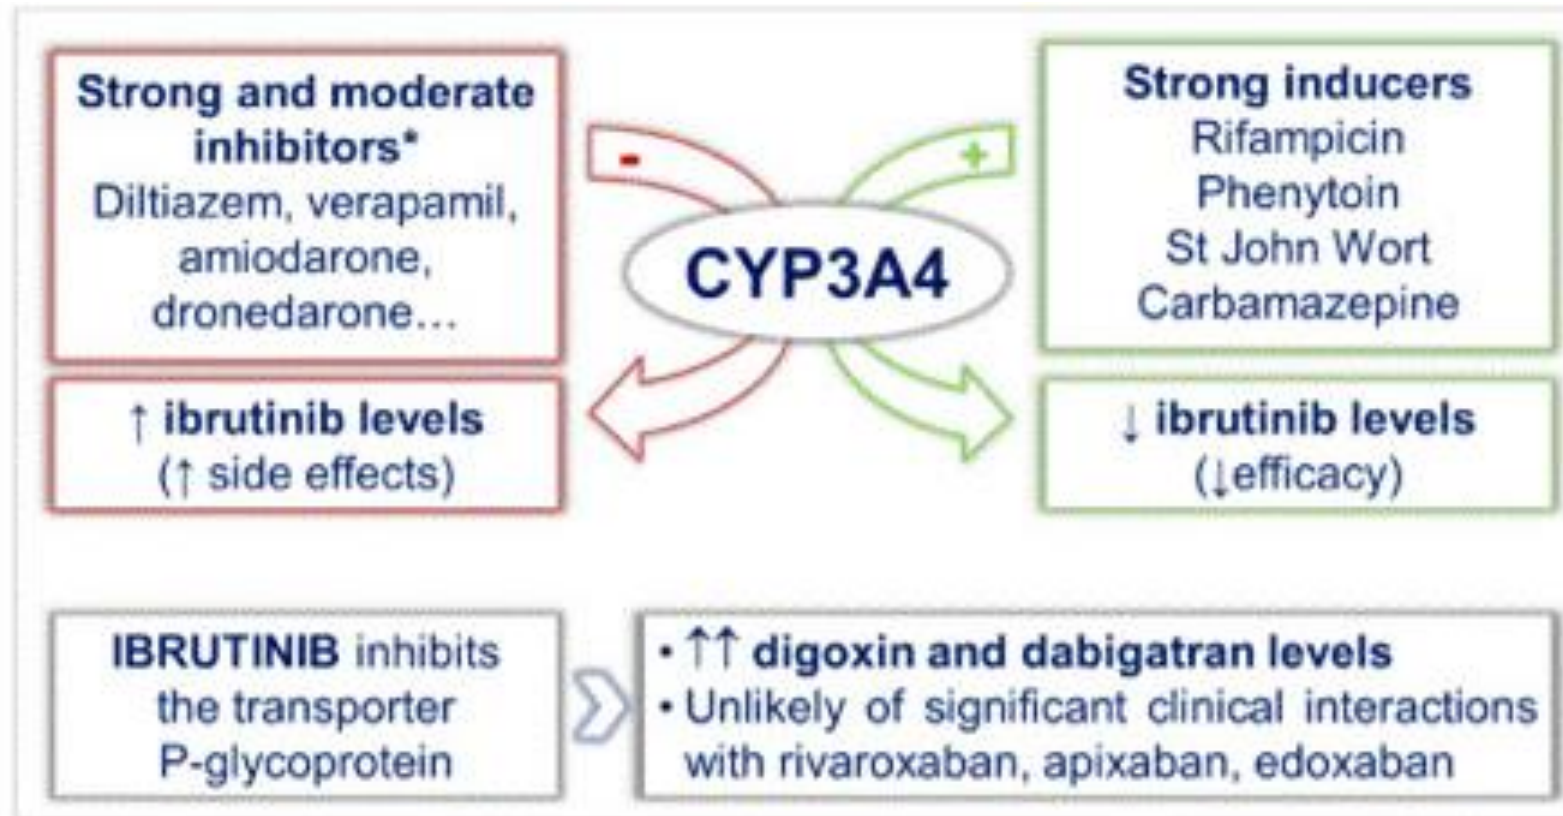 Strong and moderate
inhibitors*
Diltiazem, verapamil,
amiodarone,
dronedarone…
↑ ibrutinib levels
(↑ side effects)
-
+
CYP3A4
Strong inducers
Rifampicin
Phenytoin
St John Wort
Carbamazepine
↓ ibrutinib levels
(↓efficacy)
IBRUTINIB inhibits
the transporter
P-glycoprotein
• ↑↑ digoxin and dabigatran levels
• Unlikely of significant clinical interactions
with rivaroxaban, apixaban, edoxaban